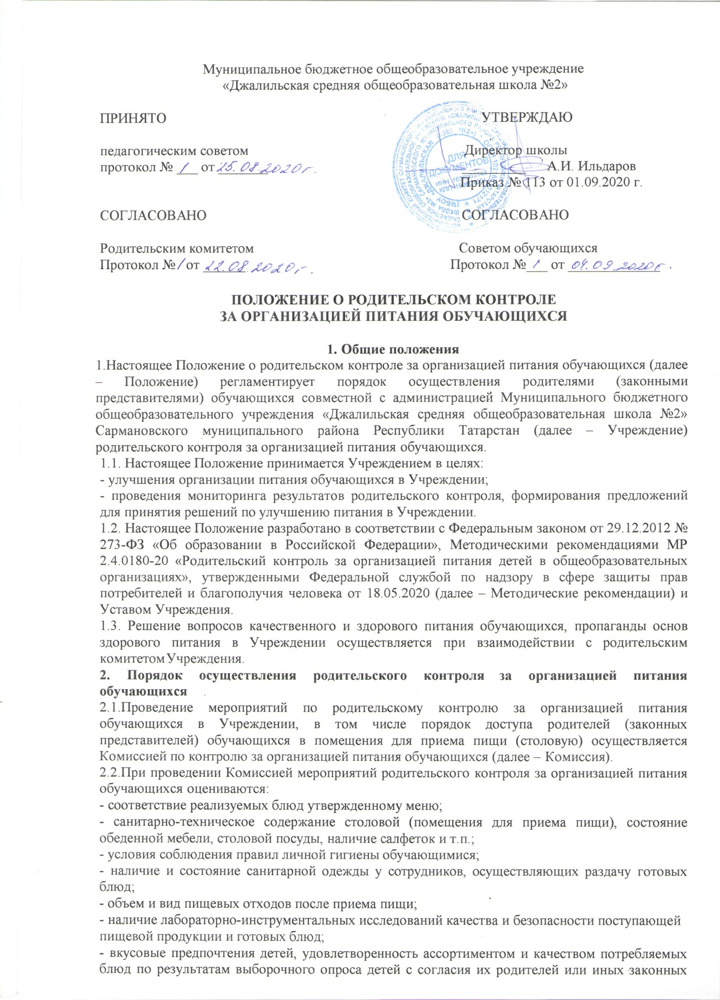 Муниципальное бюджетное общеобразовательное учреждение
«Джалильская средняя общеобразовательная школа №2»
ПРИНЯТО УТВЕРЖДАЮ
педагогическим советом Директор школы
протокол № 1 от 25.08.2020г. А.И. Ильдаров
Приказ № 113 от 01.09.2020 г.
ДЛЯ
ДОКУМЕНТОВ
ИНН 1636003143
СОГЛАСОВАНО СОГЛАСОВАНО
Родительским комитетом Советом обучающихся
Протокол №1 от 22.08.2020г. Протокол № 1 от 04.09.2020г.
ПОЛОЖЕНИЕ О РОДИТЕЛЬСКОМ КОНТРОЛЕ
ЗА ОРГАНИЗАЦИЕЙ ПИТАНИЯ ОБУЧАЮЩИХСЯ
1. Общие положения
1.Настоящее Положение о родительском контроле за организацией питания обучающихся (далее
– Положение) регламентирует порядок осуществления родителями (законными
представителями) обучающихся совместной с администрацией Муниципального бюджетного
общеобразовательного учреждения «Джалильская средняя общеобразовательная школа №2»
Сармановского муниципального района Республики Татарстан (далее – Учреждение)
родительского контроля за организацией питания обучающихся.
1.1. Настоящее Положение принимается Учреждением в целях:
- улучшения организации питания обучающихся в Учреждении;
- проведения мониторинга результатов родительского контроля, формирования предложений
для принятия решений по улучшению питания в Учреждении.
1.2. Настоящее Положение разработано в соответствии с Федеральным законом от 29.12.2012 №
273-ФЗ «Об образовании в Российской Федерации», Методическими рекомендациями МР
2.4.0180-20 «Родительский контроль за организацией питания детей в общеобразовательных
организациях», утвержденными Федеральной службой по надзору в сфере защиты прав
потребителей и благополучия человека от 18.05.2020 (далее – Методические рекомендации) и
Уставом Учреждения.
1.3. Решение вопросов качественного и здорового питания обучающихся, пропаганды основ
здорового питания в Учреждении осуществляется при взаимодействии с родительским
комитетом Учреждения.
2. Порядок осуществления родительского контроля за организацией питания
обучающихся
2.1.Проведение мероприятий по родительскому контролю за организацией питания
обучающихся в Учреждении, в том числе порядок доступа родителей (законных
представителей) обучающихся в помещения для приема пищи (столовую) осуществляется
Комиссией по контролю за организацией питания обучающихся (далее – Комиссия).
2.2.При проведении Комиссией мероприятий родительского контроля за организацией питания
обучающихся оцениваются:
- соответствие реализуемых блюд утвержденному меню;
- санитарно-техническое содержание столовой (помещения для приема пищи), состояние
обеденной мебели, столовой посуды, наличие салфеток и т.п.;
- условия соблюдения правил личной гигиены обучающимися;
- наличие и состояние санитарной одежды у сотрудников, осуществляющих раздачу готовых
блюд;
- объем и вид пищевых отходов после приема пищи;
- наличие лабораторно-инструментальных исследований качества и безопасности поступающей
пищевой продукции и готовых блюд;
- вкусовые предпочтения детей, удовлетворенность ассортиментом и качеством потребляемых
блюд по результатам выборочного опроса детей с согласия их родителей или иных законных